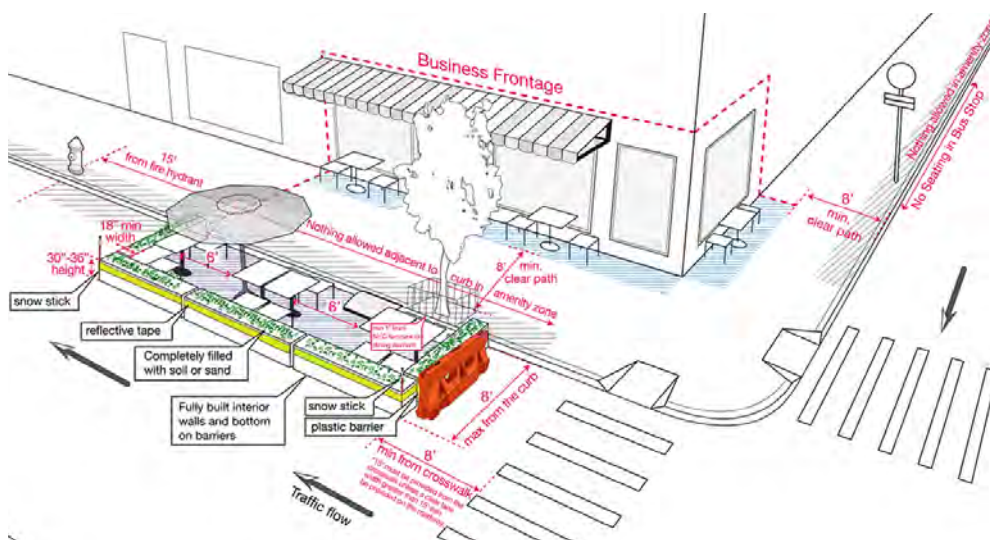 Business Frontage
15'
from fire hydrant
Nothing allowed in amenity zone
No Seating in Bus Stop
8'
min.
clear path
18" min
width
30"-36"
height
6'
6'
Nothing allowed adjacent to curb in amenity zone
8' min.
clear path
snow stick
reflective tape
Completely filled
with soil or sand
Fully built interior
walls and bottom
on barriers
snow stick
plastic barrier
8'
max from the curb
8'
min from crosswalk
Traffic flow